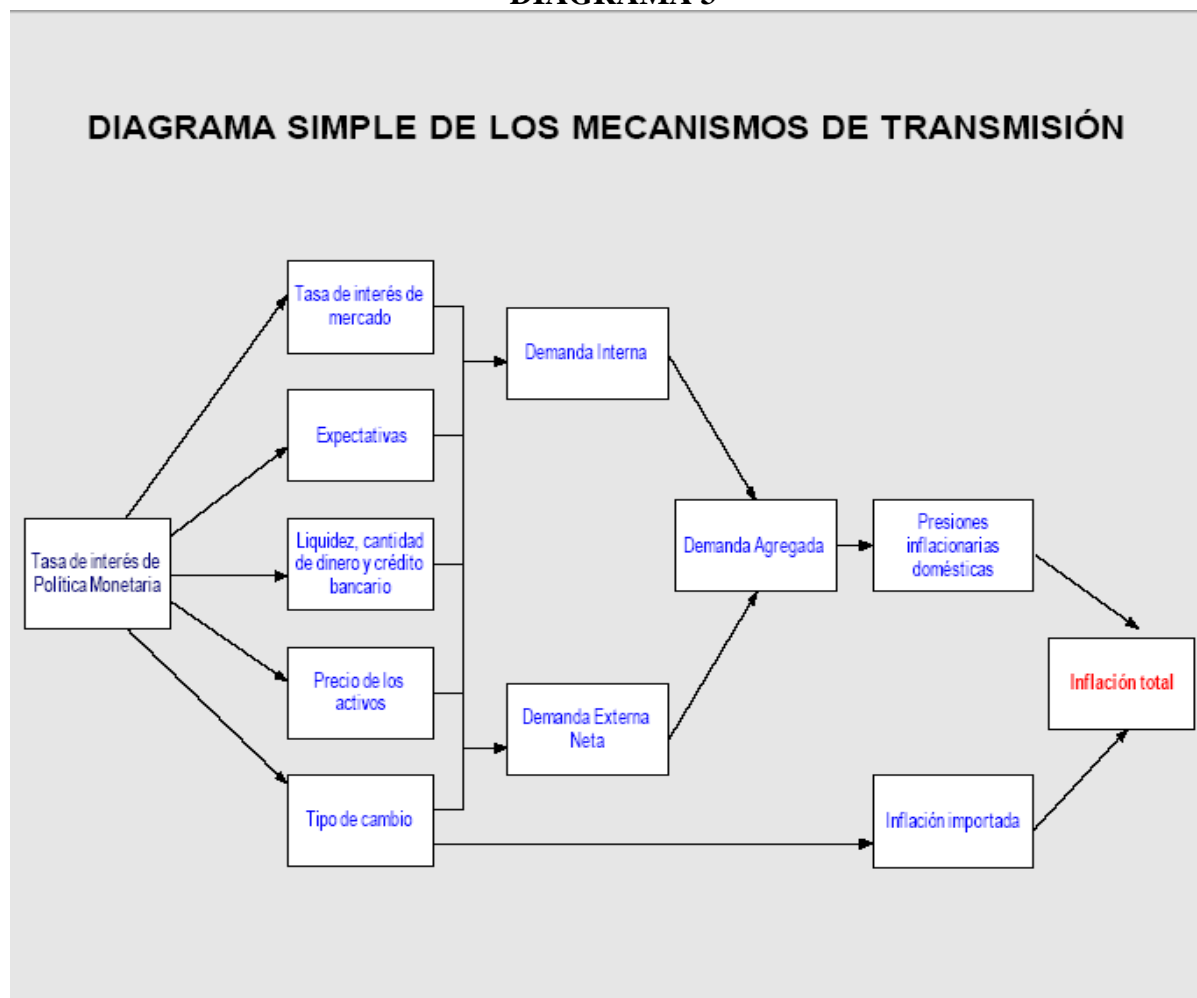 DIAGRAMA 3
DIAGRAMA SIMPLE DE LOS MECANISMOS DE TRANSMISIÓN
Tasa de interés de
mercado
Demanda Interna
Expectativas
Tasa de interés de
Política Monetaria
Liquidez, cantidad
de dinero y crédito
bancario
Demanda Agregada
Presiones
inflacionarias
domésticas
Precio de los
activos
Demanda Externa
Neta
Inflación total
Tipo de cambio
Inflación importada